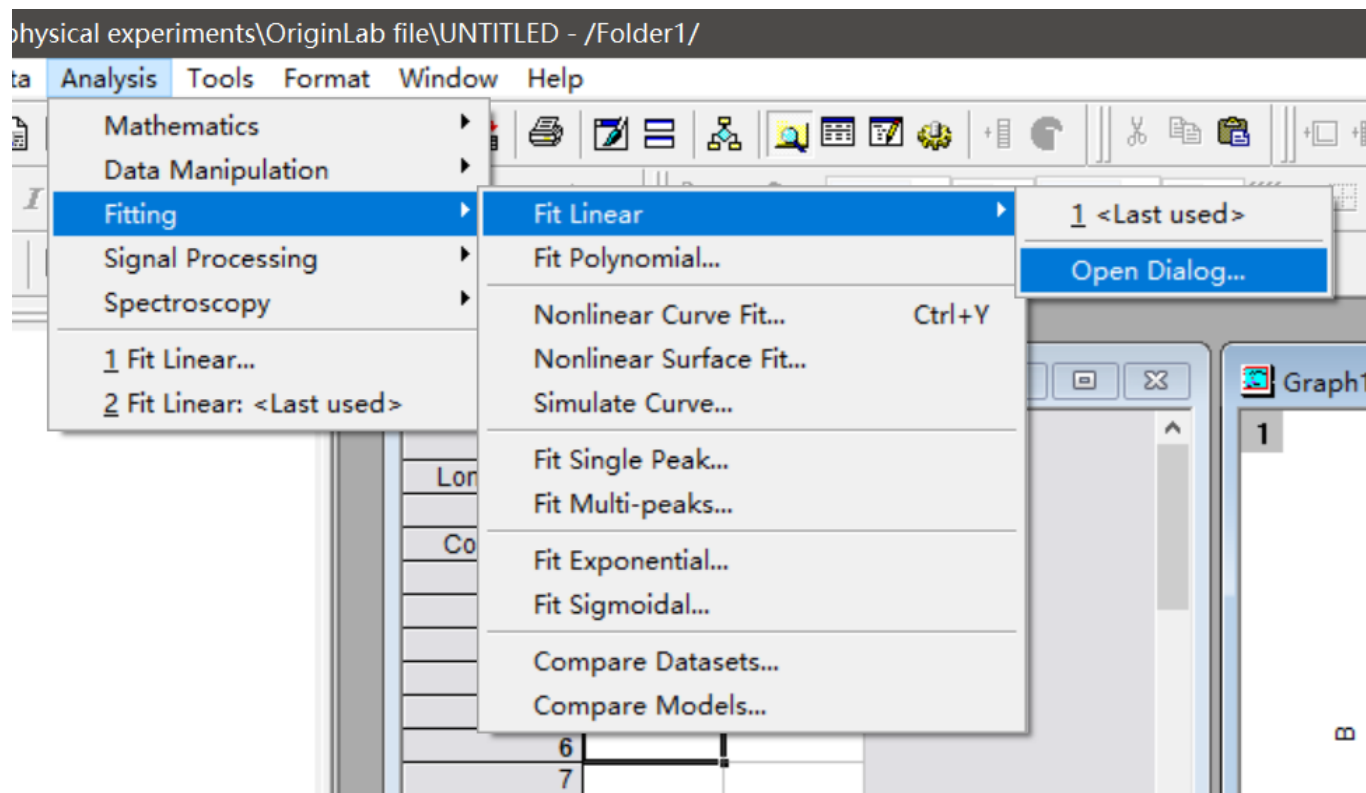 physical experiments\OriginLab file\UNTITLED - /Folder1/
ta Analysis Tools Format Window Help
Mathematics
Data Manipulation
Fitting
Signal Processing
Spectroscopy
1 Fit Linear...
2 Fit Linear: <Last used>
Fit Linear
Fit Polynomial...
Nonlinear Curve Fit... Ctrl+Y
Nonlinear Surface Fit...
Simulate Curve...
Fit Single Peak...
Fit Multi-peaks...
Fit Exponential...
Fit Sigmoidal...
Compare Datasets...
Compare Models...
1 <Last used>
Open Dialog...
I
Lon
Co
6
7
Graph1
1
B